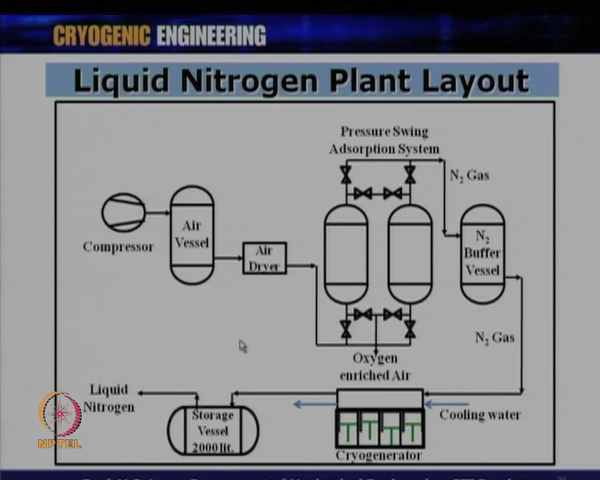 CRYOGENIC ENGINEERING
Liquid Nitrogen Plant Layout
Pressure Swing
Adsorption System
N2 Gas
Compressor
Air
Vessel
Air
Dryer
N2
Buffer
Vessel
N2 Gas
Oxygen
enriched Air
Liquid
Nitrogen
Storage
Vessel
2000 lit.
Cooling water
Cryogenerator
NPTEL